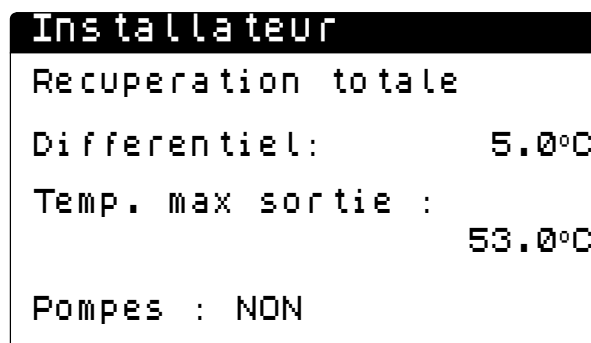 Installateur
Recuperation totale
Differentiel: 5.0°C
Temp. max sortie :
53.0°C
Pompes : NON